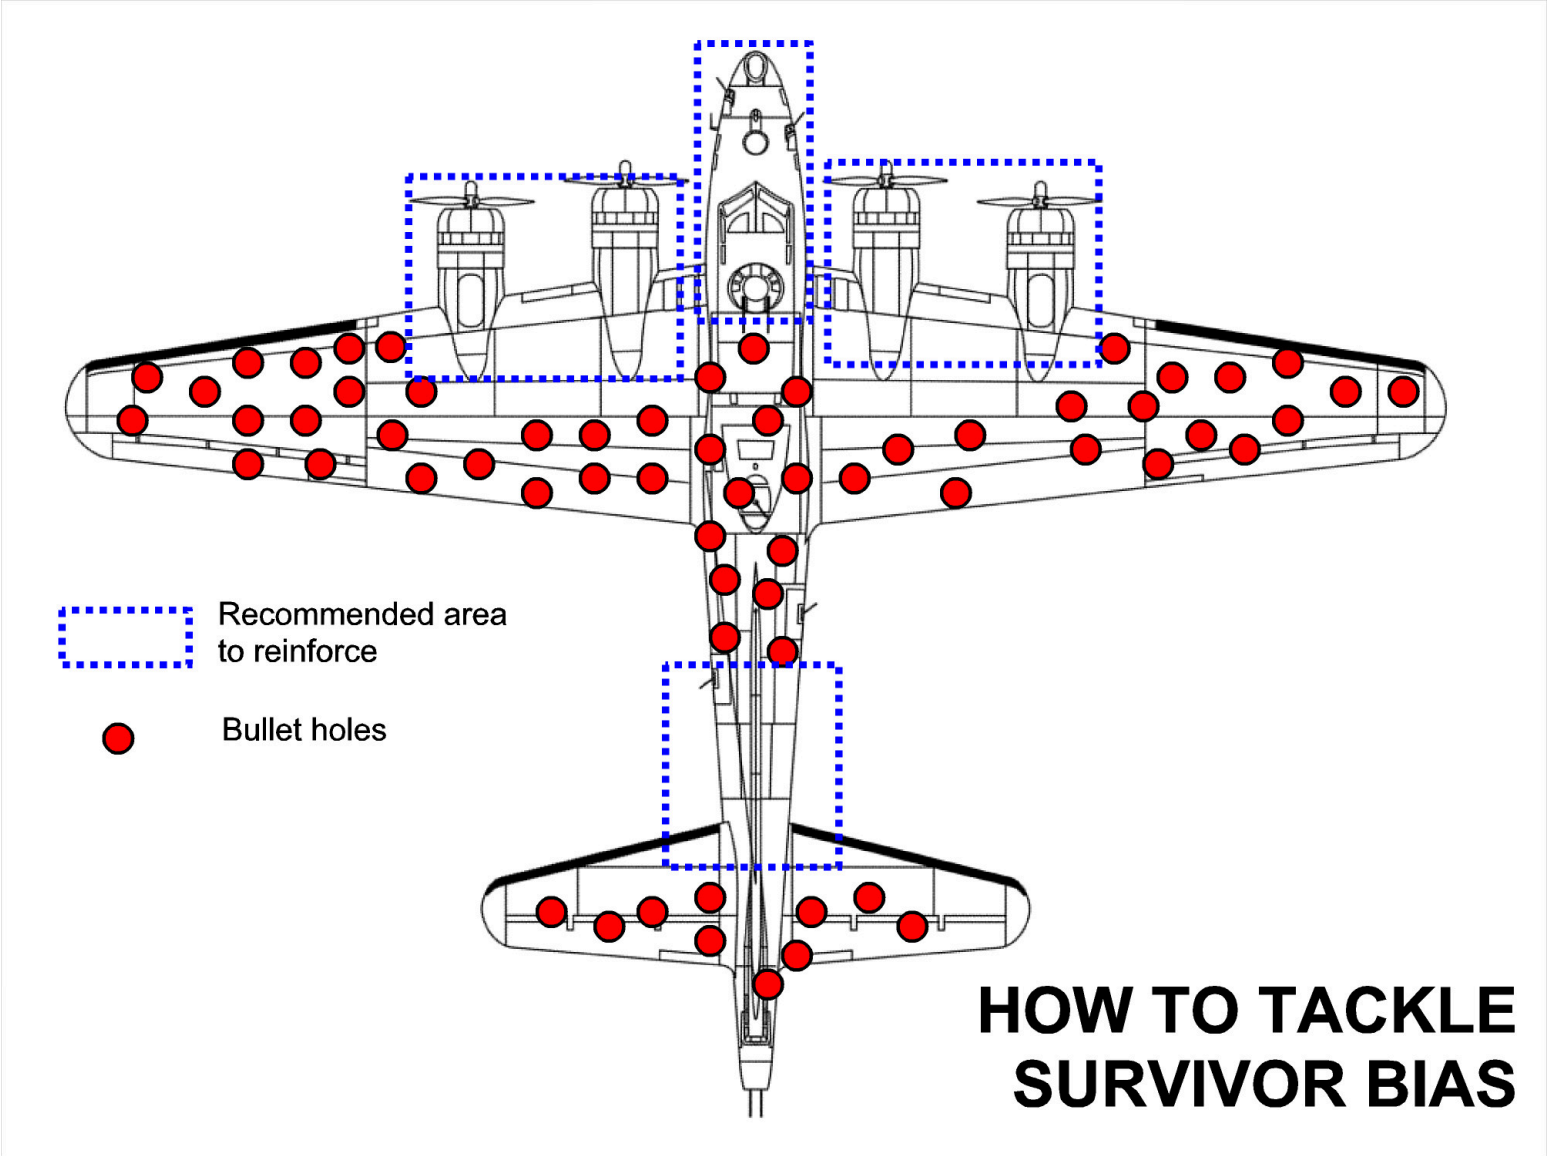 Recommended area
to reinforce
Bullet holes
HOW TO TACKLE
SURVIVOR BIAS